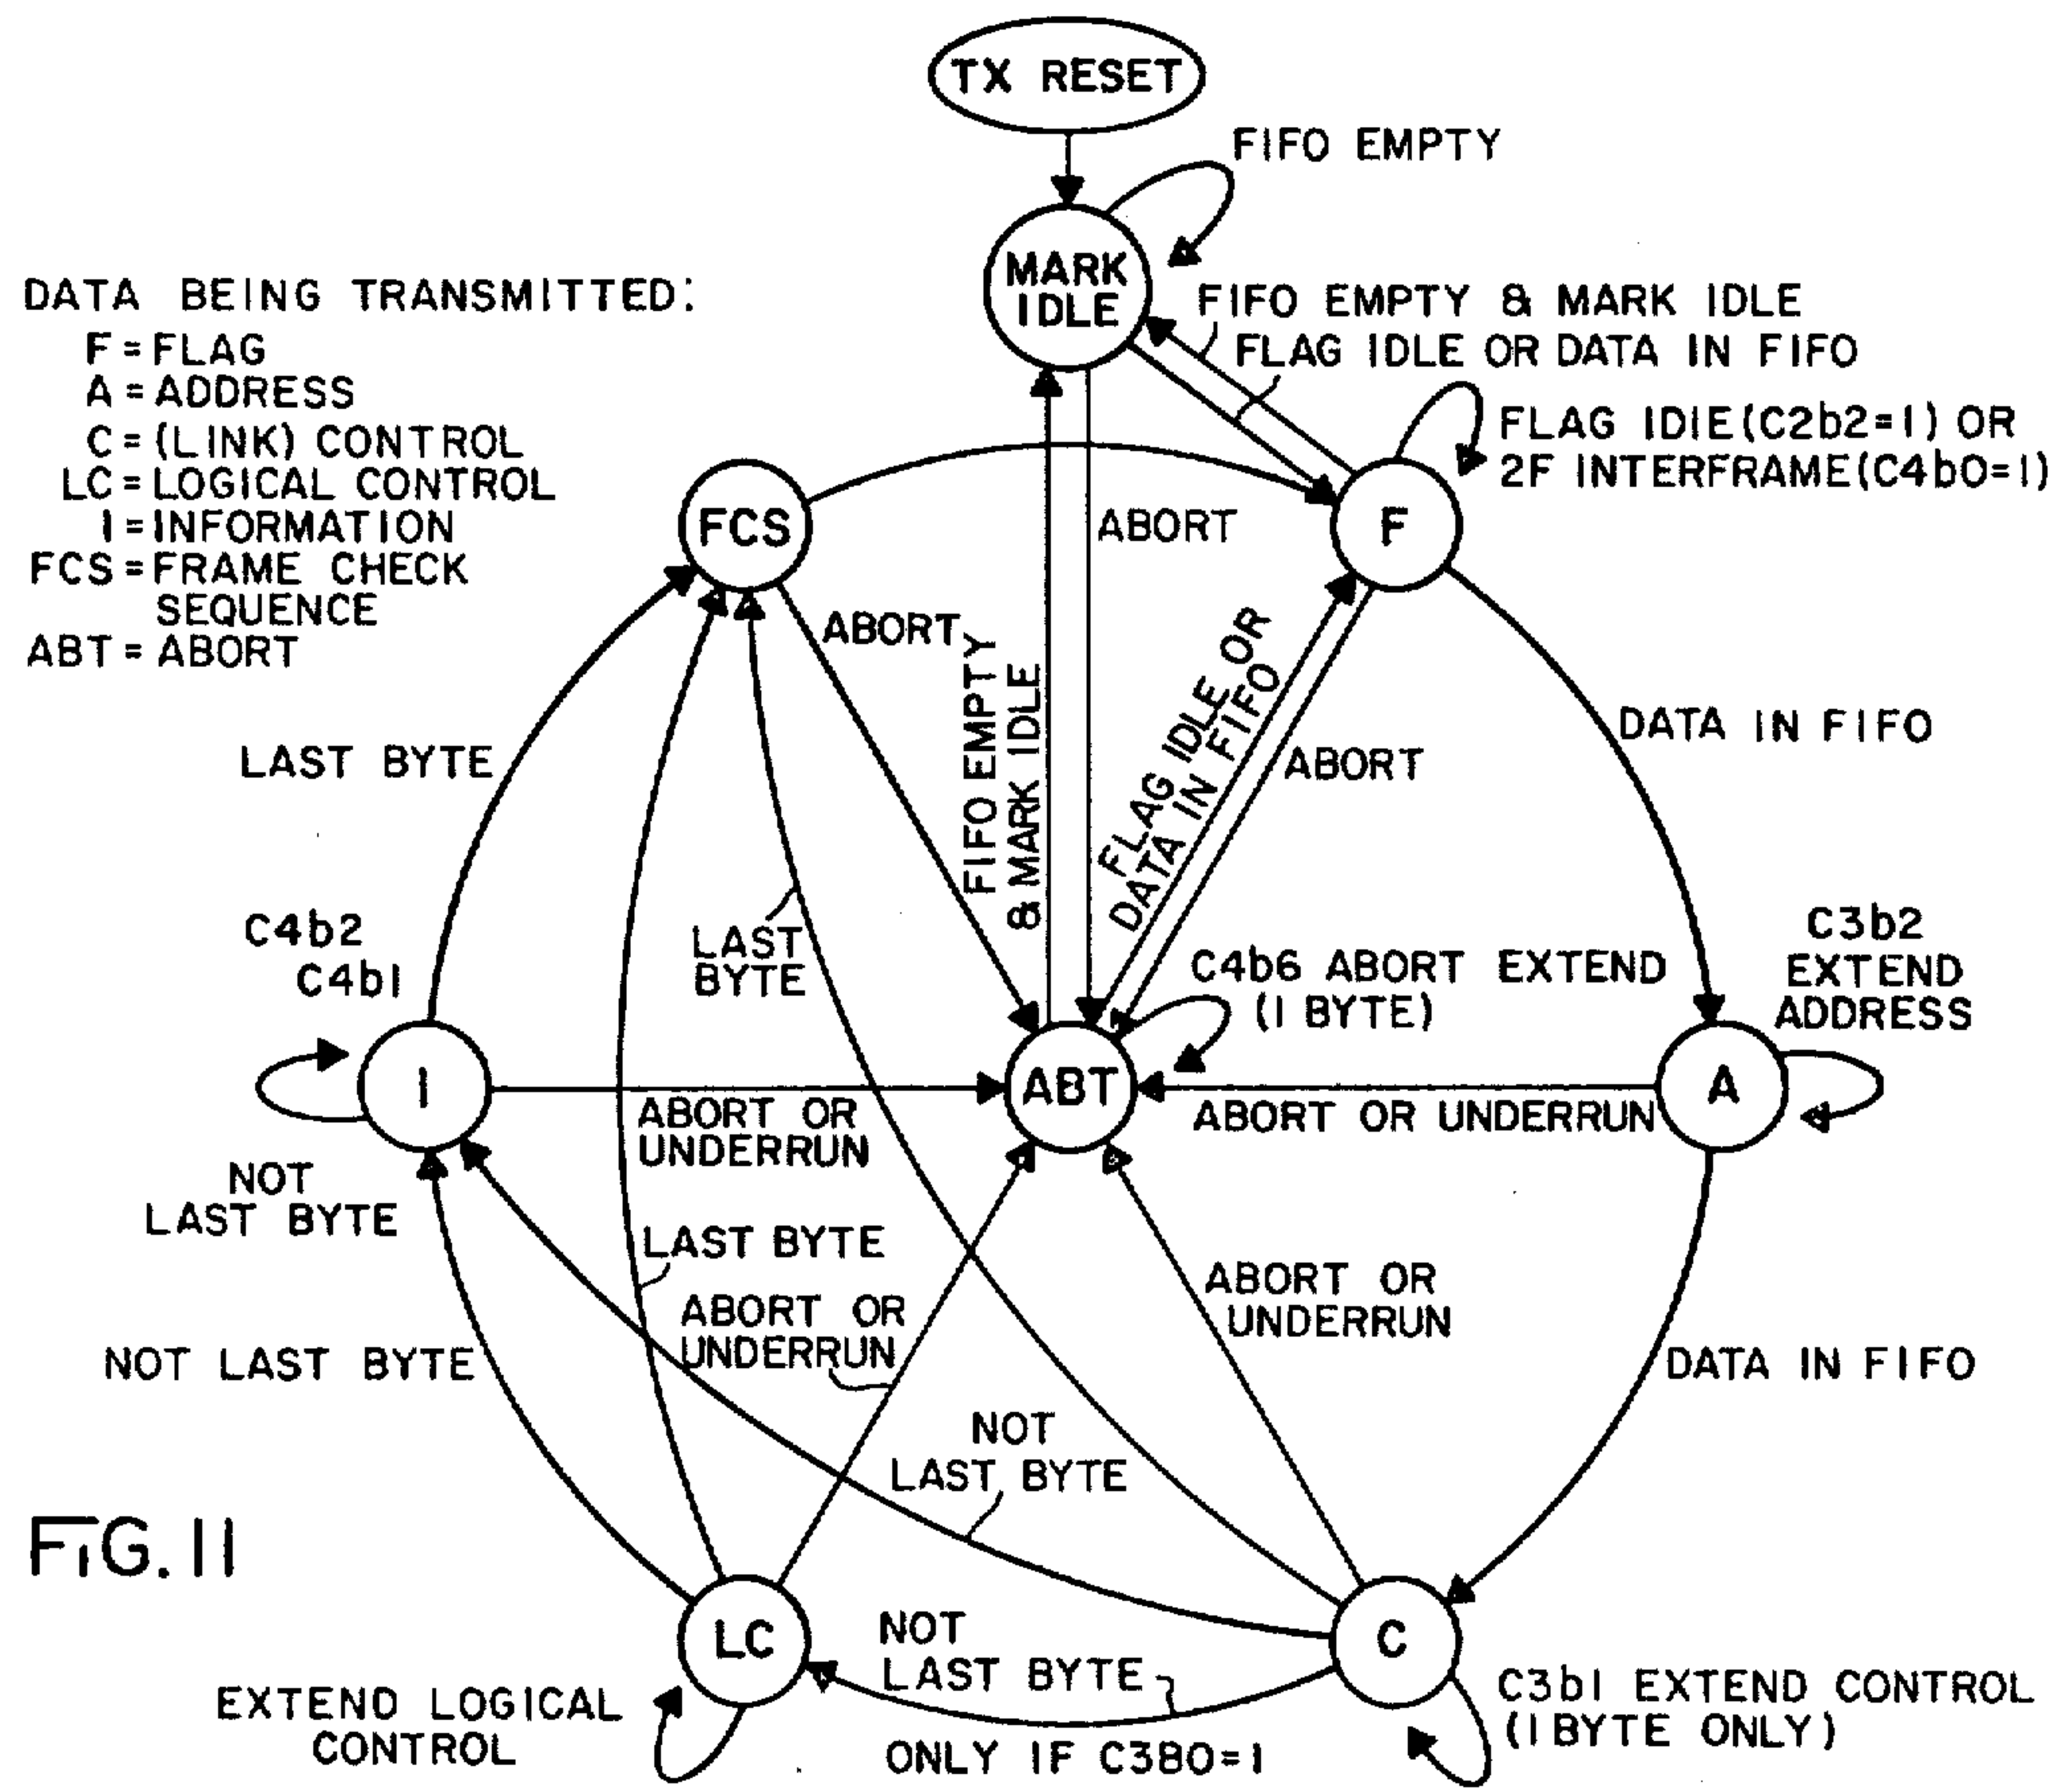 TX RESET
FIFO EMPTY
MARK
IDLE
FIFO EMPTY & MARK IDLE
FLAG IDLE OR DATA IN FIFO
DATA BEING TRANSMITTED:
F = FLAG
A = ADDRESS
C = (LINK) CONTROL
LC = LOGICAL CONTROL
I = INFORMATION
FCS = FRAME CHECK
SEQUENCE
ABT = ABORT
FLAG IDIE(C2b2=1) OR
2F INTERFRAME(C4b0=1)
FCS
F
ABORT
ABORT
FIFO EMPTY
& MARK IDLE
FLAG IDLE OR
DATA IN FIFO
ABORT
DATA IN FIFO
LAST BYTE
LAST
BYTE
C4b2
C4b1
C4b6 ABORT EXTEND
(1 BYTE)
C3b2
EXTEND
ADDRESS
I
ABT
A
ABORT OR
UNDERRUN
ABORT OR UNDERRUN
NOT
LAST BYTE
LAST BYTE
ABORT OR
UNDERRUN
ABORT OR
UNDERRUN
NOT LAST BYTE
DATA IN FIFO
NOT
LAST BYTE
FIG. 11
LC
C
NOT
LAST BYTE
EXTEND LOGICAL
CONTROL
C3b1 EXTEND CONTROL
(1 BYTE ONLY)
ONLY IF C3B0=1